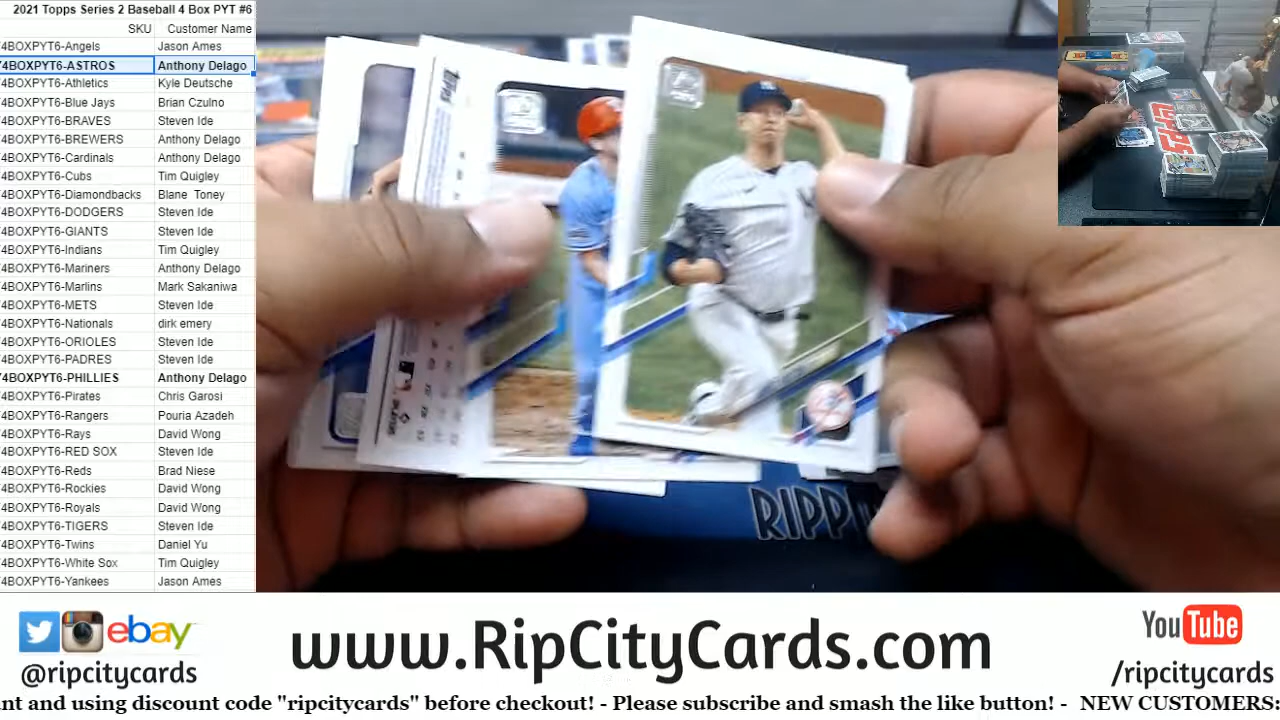 2021 Topps Series 2 Baseball 4 Box PYT #6
SKU Customer Name
4BOXPYT6-Angels Jason Ames
4BOXPYT6-ASTROS Anthony Delago
4BOXPYT6-Athletics Kyle Deutsche
4BOXPYT6-Blue Jays Brian Czulno
4BOXPYT6-BRAVES Steven Ide
4BOXPYT6-BREWERS Anthony Delago
4BOXPYT6-Cardinals Anthony Delago
4BOXPYT6-Cubs Tim Quigley
4BOXPYT6-Diamondbacks Blane Toney
4BOXPYT6-DODGERS Steven Ide
4BOXPYT6-GIANTS Steven Ide
4BOXPYT6-Indians Tim Quigley
4BOXPYT6-Mariners Anthony Delago
4BOXPYT6-Marlins Mark Sakaniwa
4BOXPYT6-METS Steven Ide
4BOXPYT6-Nationals dirk emery
4BOXPYT6-ORIOLES Steven Ide
4BOXPYT6-PADRES Steven Ide
4BOXPYT6-PHILLIES Anthony Delago
4BOXPYT6-Pirates Chris Garosi
4BOXPYT6-Rangers Pouria Azadeh
4BOXPYT6-Rays David Wong
4BOXPYT6-RED SOX Steven Ide
4BOXPYT6-Reds Brad Niese
4BOXPYT6-Rockies David Wong
4BOXPYT6-Royals David Wong
4BOXPYT6-TIGERS Steven Ide
4BOXPYT6-Twins Daniel Yu
4BOXPYT6-White Sox Tim Quigley
4BOXPYT6-Yankees Jason Ames
topps
RIPP
TOPPS
ebay
@ripcitycards
www.RipCityCards.com
YouTube
/ripcitycards
nt and using discount code "ripcitycards" before checkout! - Please subscribe and smash the like button! - NEW CUSTOMERS: